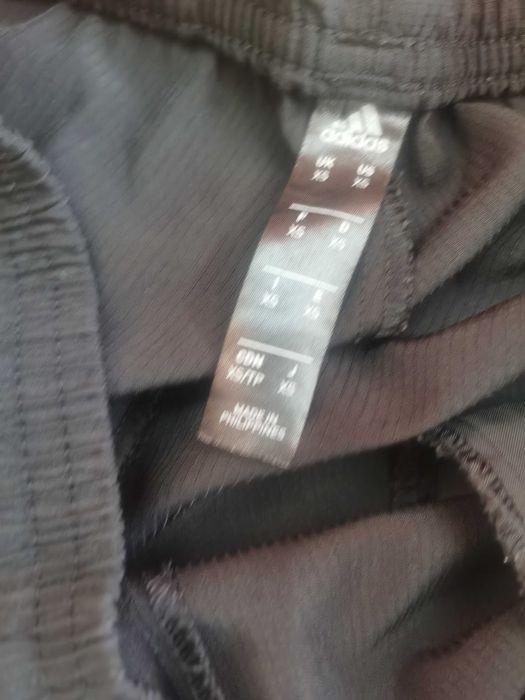 adidas
UK US
XS XS
F D
XS XS
I E
XS XS
CDN J
XS/TP XS
MADE IN
PHILIPPINES